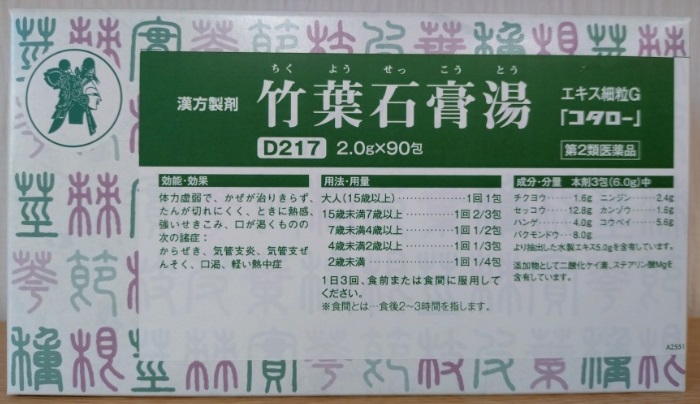 ちく よう せっ こう とう
漢方製剤 竹葉石膏湯 エキス細粒G
「コタロー」
D217 2.0g×90包 第2類医薬品
効能・効果
体力虚弱で、かぜが治りきらず、
たんが切れにくく、ときに熱感、
強いせきこみ、口が渇くものの
次の諸症:
からぜき、気管支炎、気管支ぜ
んそく、口渇、軽い熱中症
用法・用量
大人(15歳以上)……………1回 1包
15歳未満7歳以上……………1回 2/3包
7歳未満4歳以上……………1回 1/2包
4歳未満2歳以上……………1回 1/3包
2歳未満……………1回 1/4包
1日3回、食前または食間に服用して
ください。
※食間とは…食後2~3時間を指します。
成分・分量 本剤3包(6.0g)中
チクヨウ……1.6g ニンジン……2.4g
セッコウ……12.8g カンゾウ……1.6g
ハンゲ……4.0g コウベイ……5.6g
バクモンドウ……8.0g
より抽出した水製エキス5.0gを含有しています。
添加物として二酸化ケイ素、ステアリン酸Mgを
含有しています。
A2551